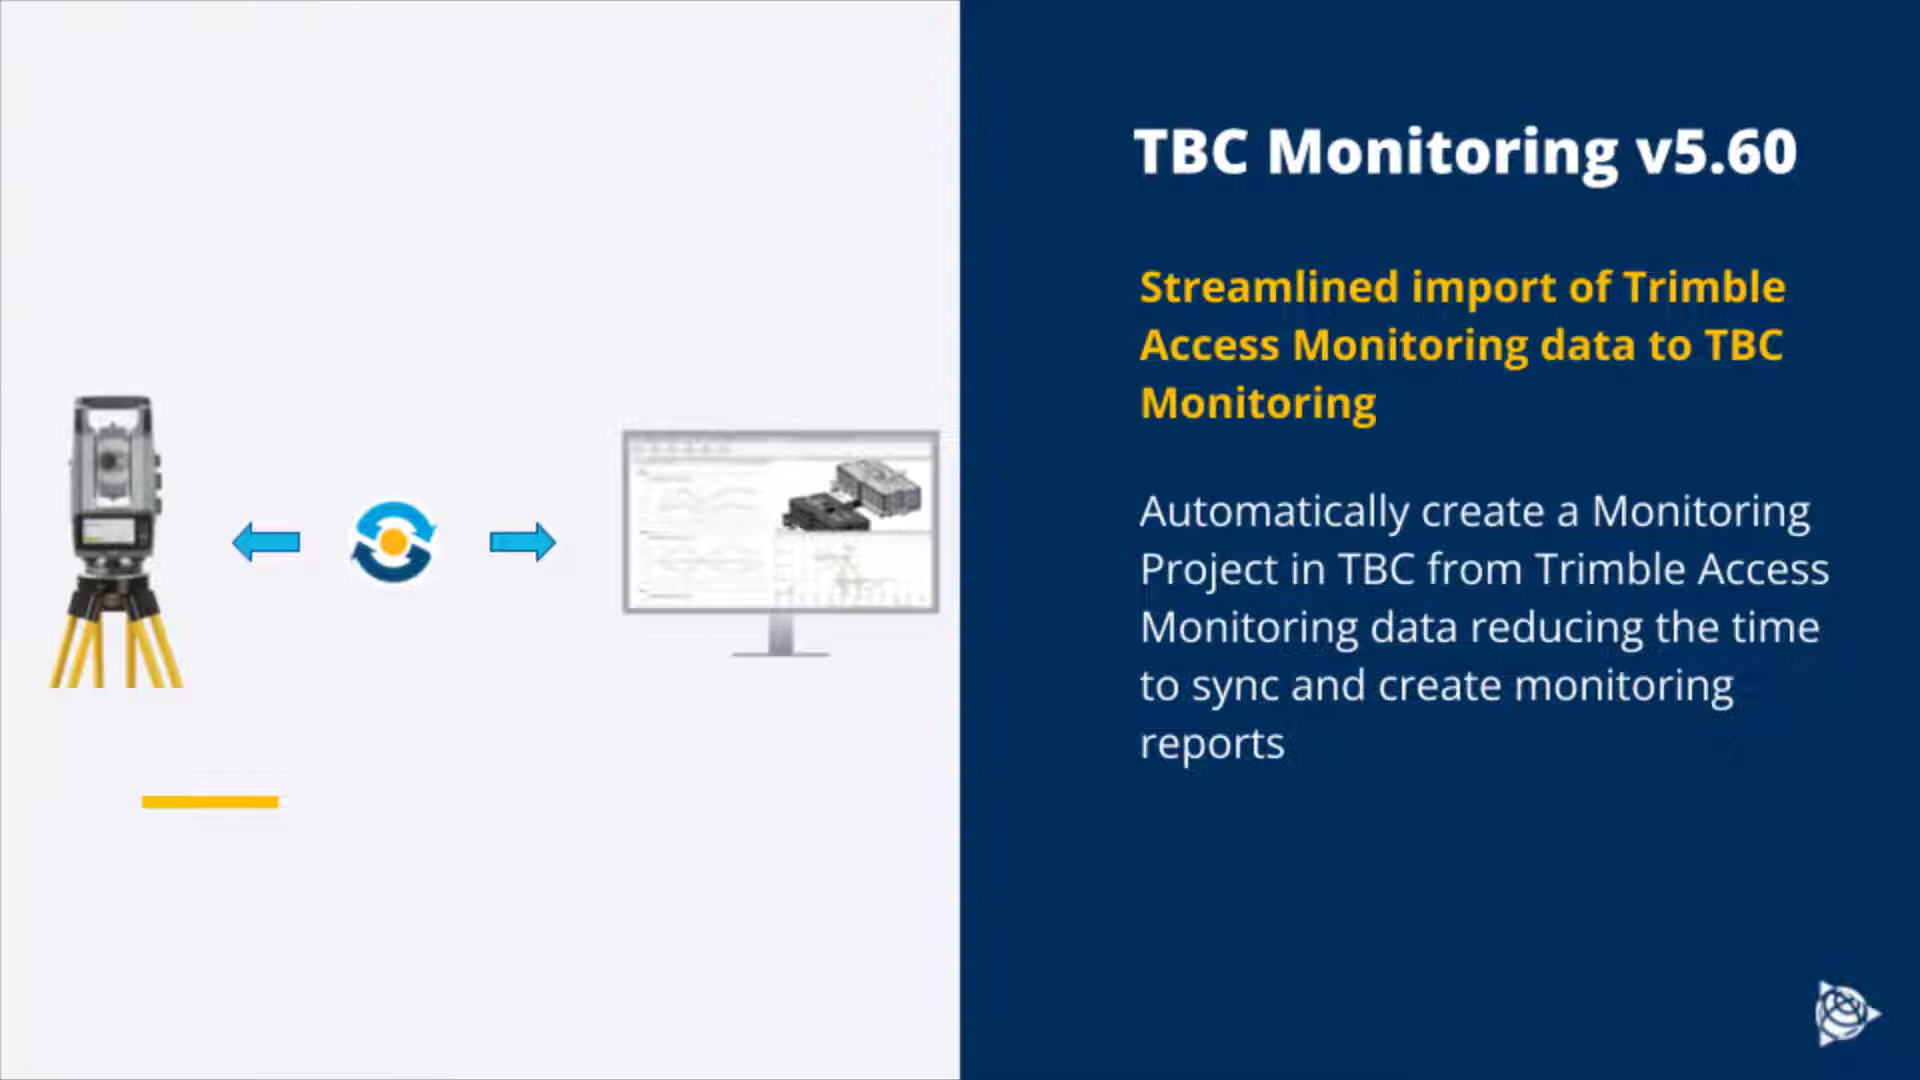 TBC Monitoring v5.60
Streamlined import of Trimble
Access Monitoring data to TBC
Monitoring
Automatically create a Monitoring
Project in TBC from Trimble Access
Monitoring data reducing the time
to sync and create monitoring
reports